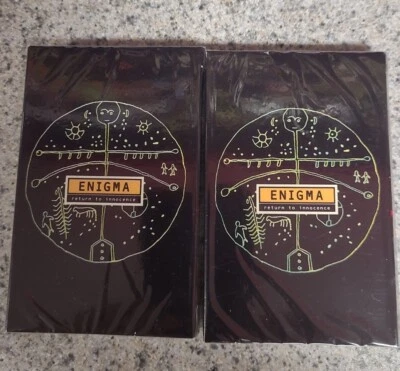 ENIGMA
return to innocence
ENIGMA
return to innocence